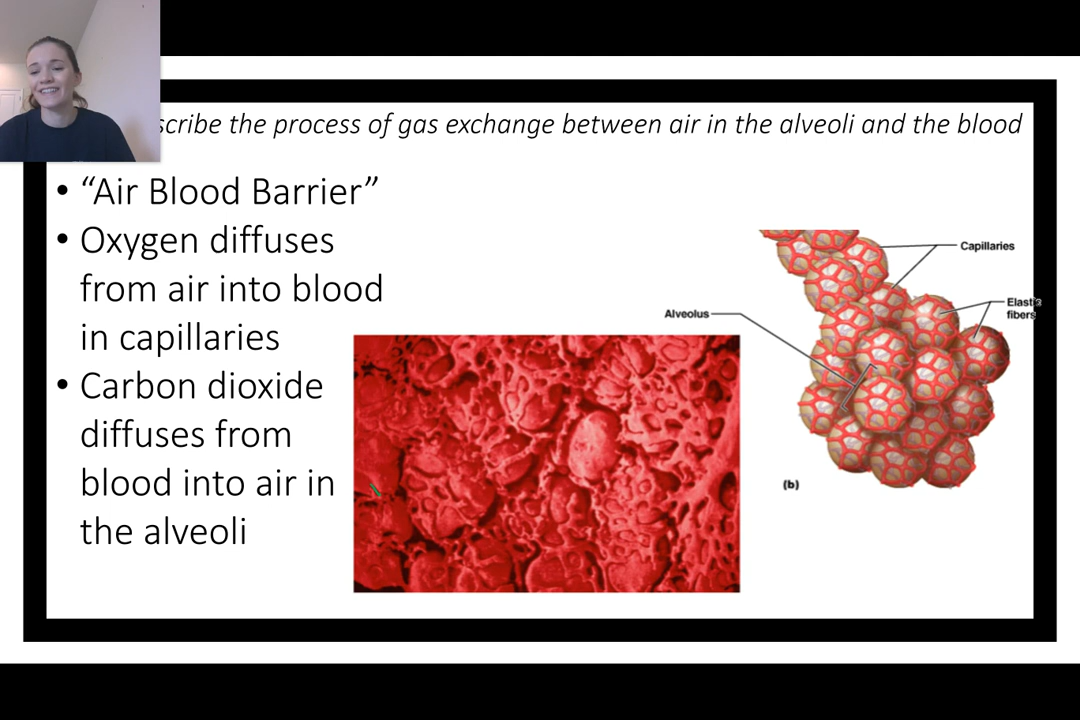 scribe the process of gas exchange between air in the alveoli and the blood
• “Air Blood Barrier”
• Oxygen diffuses
from air into blood
in capillaries
• Carbon dioxide
diffuses from
blood into air in
the alveoli
Capillaries
Elastic
fibers
Alveolus
(b)